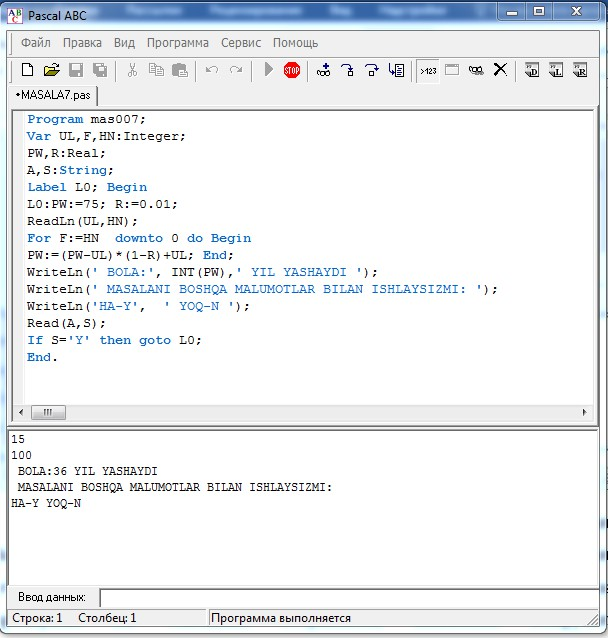 Pascal ABC
Файл Правка Вид Программа Сервис Помощь
STOP
•MASALA7.pas
Program mas007;
Var UL,F,HN:Integer;
PW,R:Real;
A,S:String;
Label L0; Begin
L0:PW:=75; R:=0.01;
ReadLn(UL,HN);
For F:=HN  downto 0 do Begin
PW:=(PW-UL)*(1-R)+UL; End;
WriteLn(' BOLA:', INT(PW),' YIL YASHAYDI ');
WriteLn(' MASALANI BOSHQA MALUMOTLAR BILAN ISHLAYSIZMI: ');
WriteLn('HA-Y',  ' YOQ-N ');
Read(A,S);
If S='Y' then goto L0;
End.
15
100
BOLA:36 YIL YASHAYDI
MASALANI BOSHQA MALUMOTLAR BILAN ISHLAYSIZMI:
HA-Y YOQ-N
Ввод данных:
Строка: 1 Столбец: 1 Программа выполняется